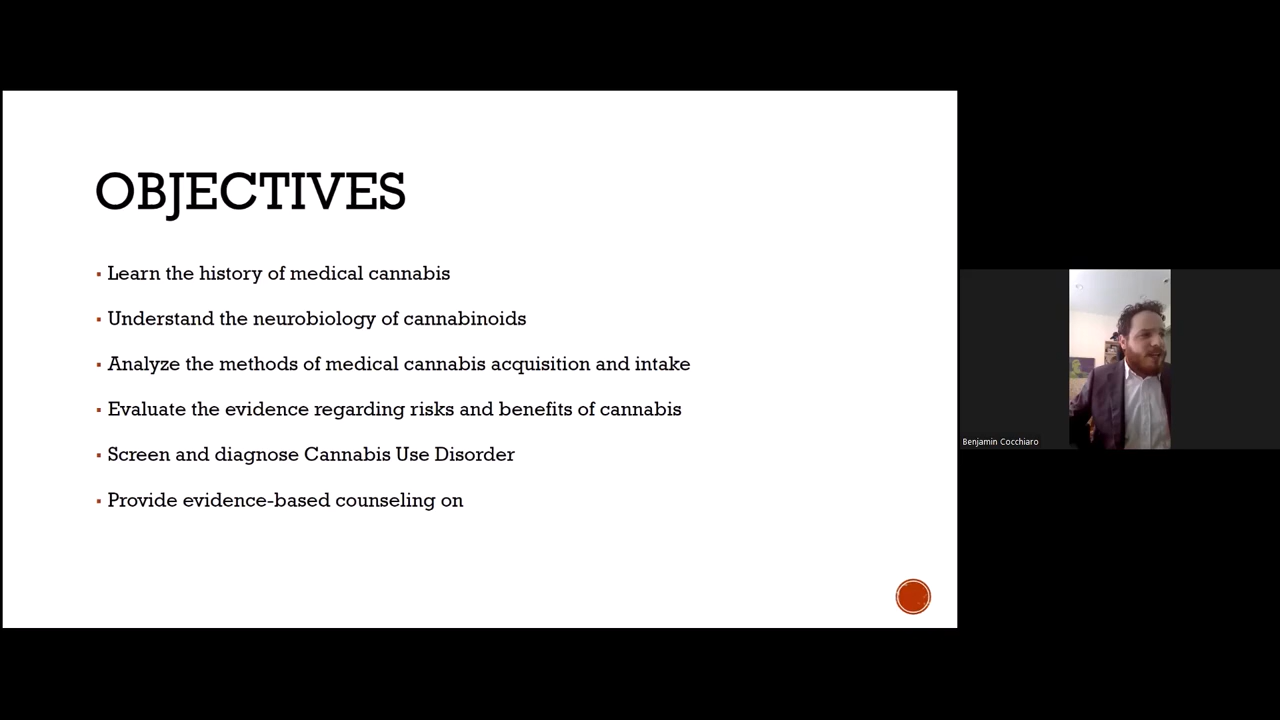 OBJECTIVES
▪ Learn the history of medical cannabis
▪ Understand the neurobiology of cannabinoids
▪ Analyze the methods of medical cannabis acquisition and intake
▪ Evaluate the evidence regarding risks and benefits of cannabis
▪ Screen and diagnose Cannabis Use Disorder
▪ Provide evidence-based counseling on
Benjamin Cocchiaro